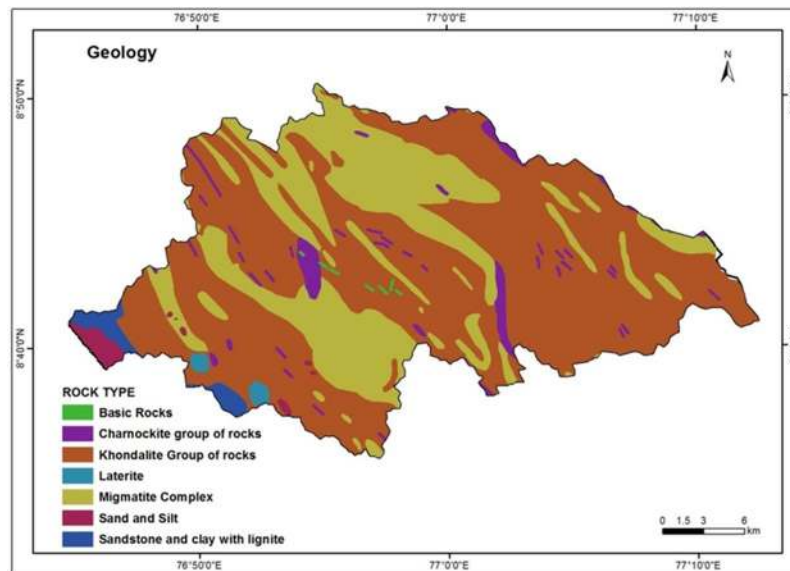 76°50'0"E 77°0'0"E 77°10'0"E
Geology
N
8°50'0"N
8°40'0"N
ROCK TYPE
Basic Rocks
Charnockite group of rocks
Khondalite Group of rocks
Laterite
Migmatite Complex
Sand and Silt
Sandstone and clay with lignite
0 1.5 3 6
km
76°50'0"E 77°0'0"E 77°10'0"E